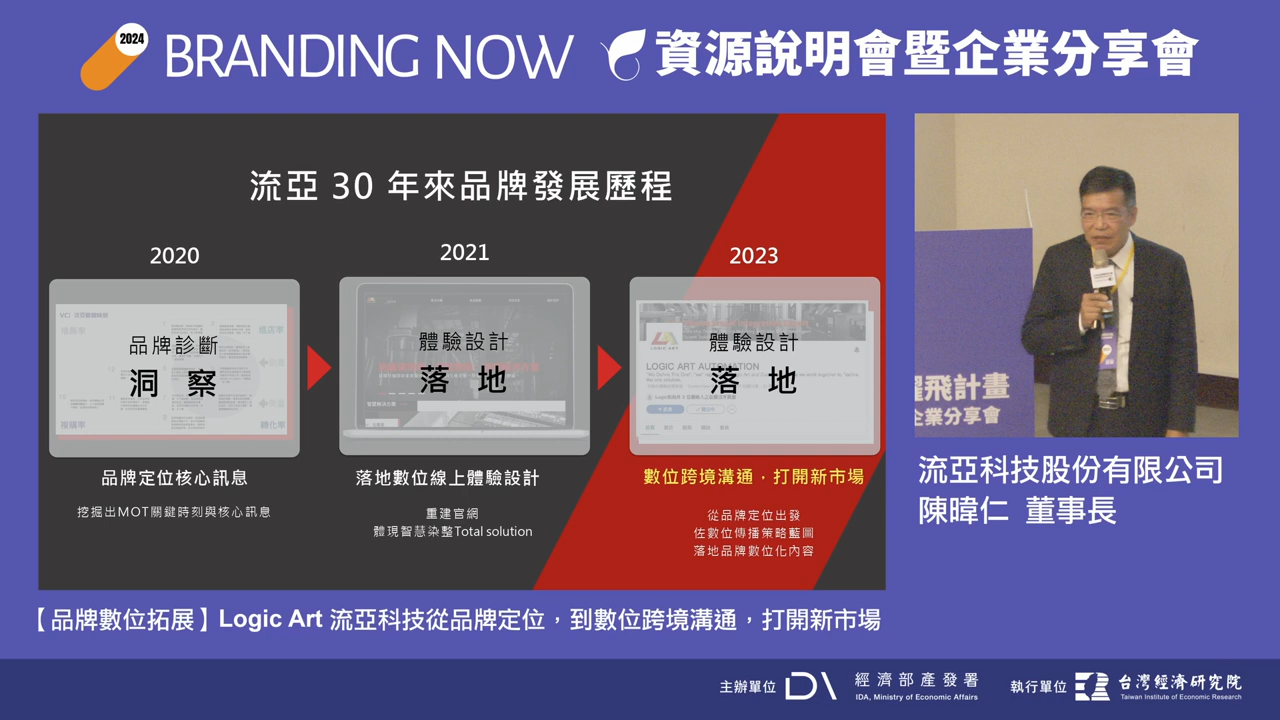 2024
BRANDING NOW 資源說明會暨企業分享會
流亞 30 年來品牌發展歷程
2020
品牌診斷
洞 察
品牌定位核心訊息
挖掘出MOT關鍵時刻與核心訊息
2021
體驗設計
落 地
落地數位線上體驗設計
重建官網
體現智慧染整Total solution
2023
LOGIC ART
LOGIC ART AUTOMATION
體驗設計
落 地
數位跨境溝通，打開新市場
從品牌定位出發
佐數位傳播策略藍圖
落地品牌數位化內容
躍飛計畫
企業分享會
流亞科技股份有限公司
陳暐仁 董事長
【品牌數位拓展】Logic Art 流亞科技從品牌定位，到數位跨境溝通，打開新市場
主辦單位 經濟部產發署
IDA, Ministry of Economic Affairs
執行單位 台灣經濟研究院
Taiwan Institute of Economic Research